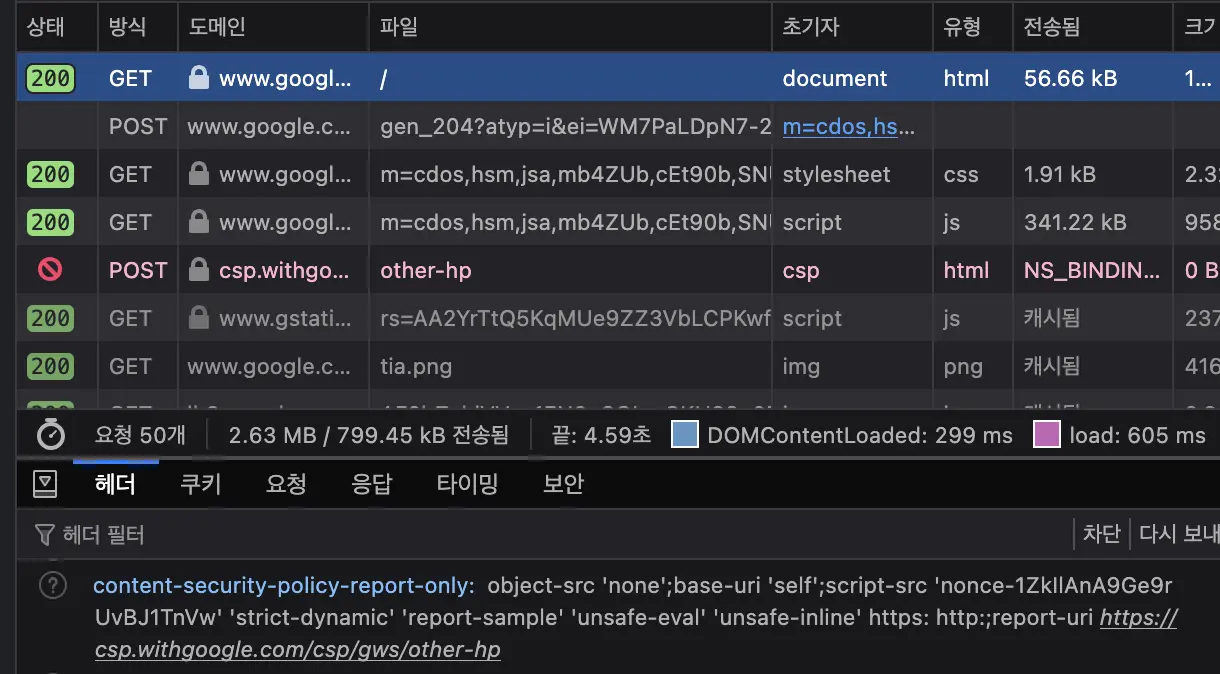 상태 방식 도메인 파일 초기자 유형 전송됨 크기
200 GET www.googl... / document html 56.66 kB 1...
POST www.google.c... gen_204?atyp=i&ei=WM7PaLDpN7-2 m=cdos,hs...
200 GET www.googl... m=cdos,hsm,jsa,mb4ZUb,cEt90b,SNU stylesheet css 1.91 kB 2.3
200 GET www.googl... m=cdos,hsm,jsa,mb4ZUb,cEt90b,SNU script js 341.22 kB 958
POST csp.withgo... other-hp csp html NS_BINDIN... 0 B
200 GET www.gstati... rs=AA2YrTtQ5KqMUe9ZZ3VbLCPKwf script js 캐시됨 237
200 GET www.google.c... tia.png img png 캐시됨 416
요청 50개 2.63 MB / 799.45 kB 전송됨 끝: 4.59초 DOMContentLoaded: 299 ms load: 605 ms
헤더 쿠키 요청 응답 타이밍 보안
헤더 필터 차단 다시 보내
content-security-policy-report-only: object-src 'none';base-uri 'self';script-src 'nonce-1ZkllAnA9Ge9r
UvBJ1TnVw' 'strict-dynamic' 'report-sample' 'unsafe-eval' 'unsafe-inline' https: http:;report-uri https://
csp.withgoogle.com/csp/gws/other-hp